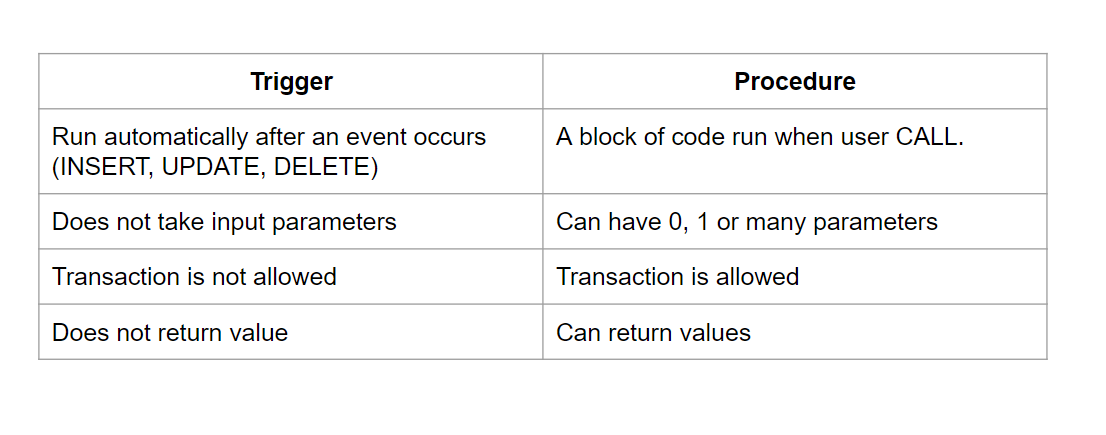 Trigger
Procedure
Run automatically after an event occurs
(INSERT, UPDATE, DELETE)
A block of code run when user CALL.
Does not take input parameters
Can have 0, 1 or many parameters
Transaction is not allowed
Transaction is allowed
Does not return value
Can return values